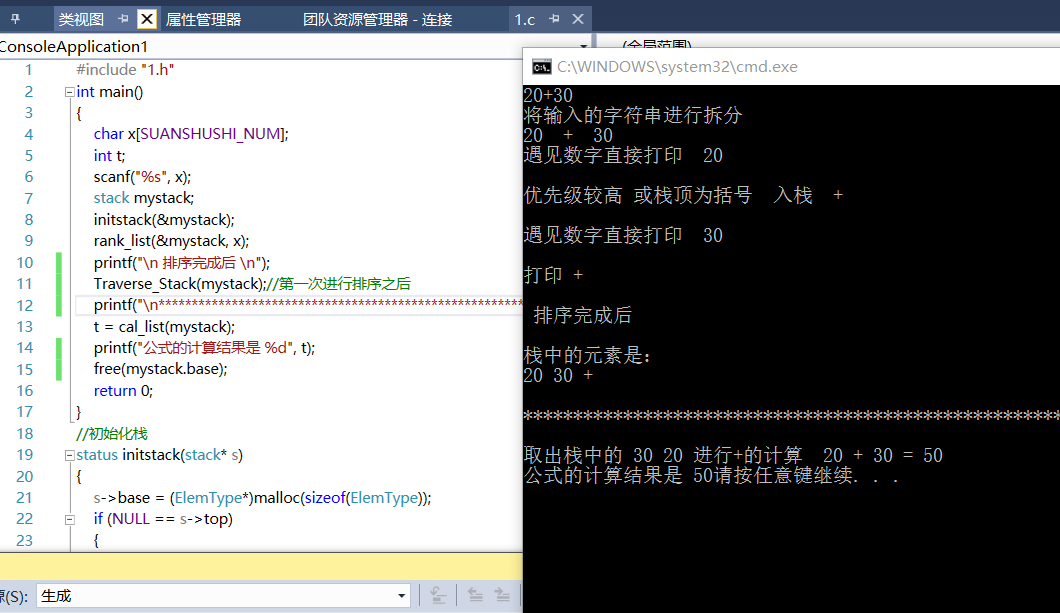 类视图 属性管理器 团队资源管理器 - 连接 1.c
ConsoleApplication1
1 #include "1.h"
2 int main()
3 {
4 char x[SUANSHUSHI_NUM];
5 int t;
6 scanf("%s", x);
7 stack mystack;
8 initstack(&mystack);
9 rank_list(&mystack, x);
10 printf("\n 排序完成后 \n");
11 Traverse_Stack(mystack);//第一次进行排序之后
12 printf("\n*******************************************************
13 t = cal_list(mystack);
14 printf("公式的计算结果是 %d", t);
15 free(mystack.base);
16 return 0;
17 }
18 //初始化栈
19 status initstack(stack* s)
20 {
21 s->base = (ElemType*)malloc(sizeof(ElemType));
22 if (NULL == s->top)
23 {
(S): 生成
(全局范围)
C:\WINDOWS\system32\cmd.exe
20+30
将输入的字符串进行拆分
20 + 30
遇见数字直接打印 20
优先级较高 或栈顶为括号 入栈 +
遇见数字直接打印 30
打印 +
排序完成后
栈中的元素是:
20 30 +
******************************************************
取出栈中的 30 20 进行+的计算 20 + 30 = 50
公式的计算结果是 50请按任意键继续. . .